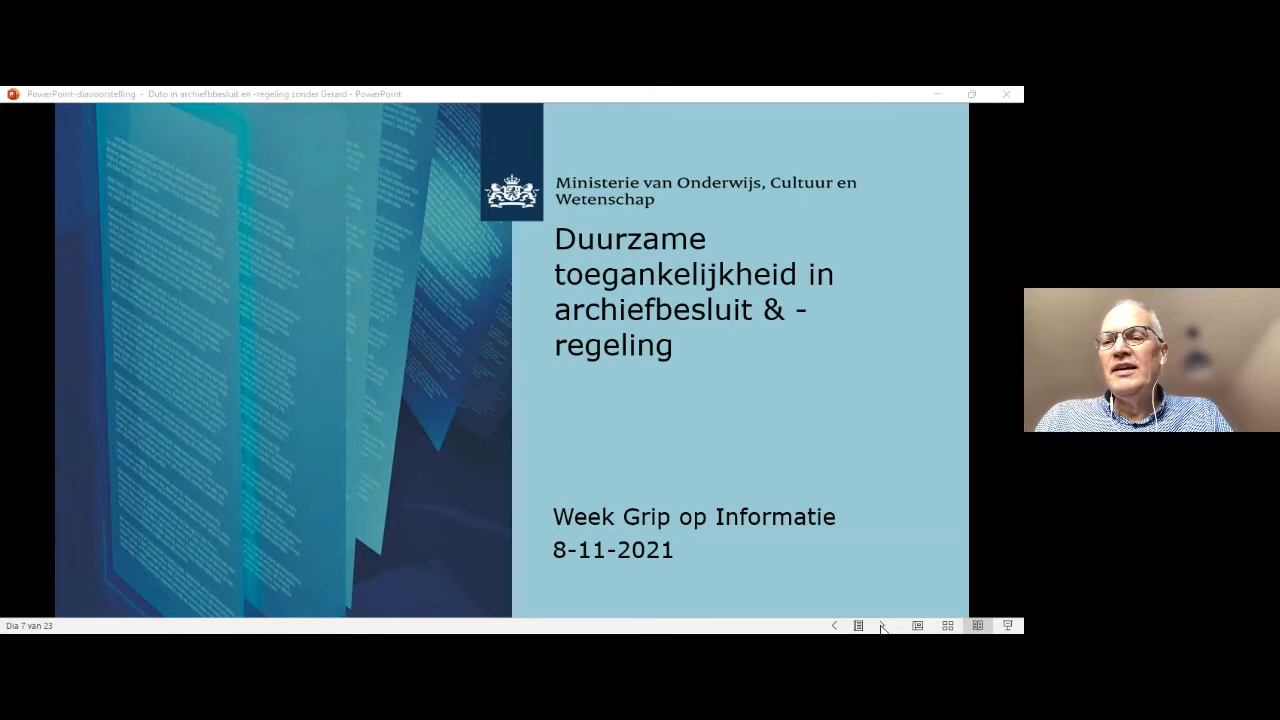 PowerPoint-diavoorstelling - Duto in archiefbbesluit en -regeling zonder Gerard - PowerPoint
Ministerie van Onderwijs, Cultuur en
Wetenschap
Duurzame
toegankelijkheid in
archiefbesluit & -
regeling
Week Grip op Informatie
8-11-2021
Dia 7 van 23